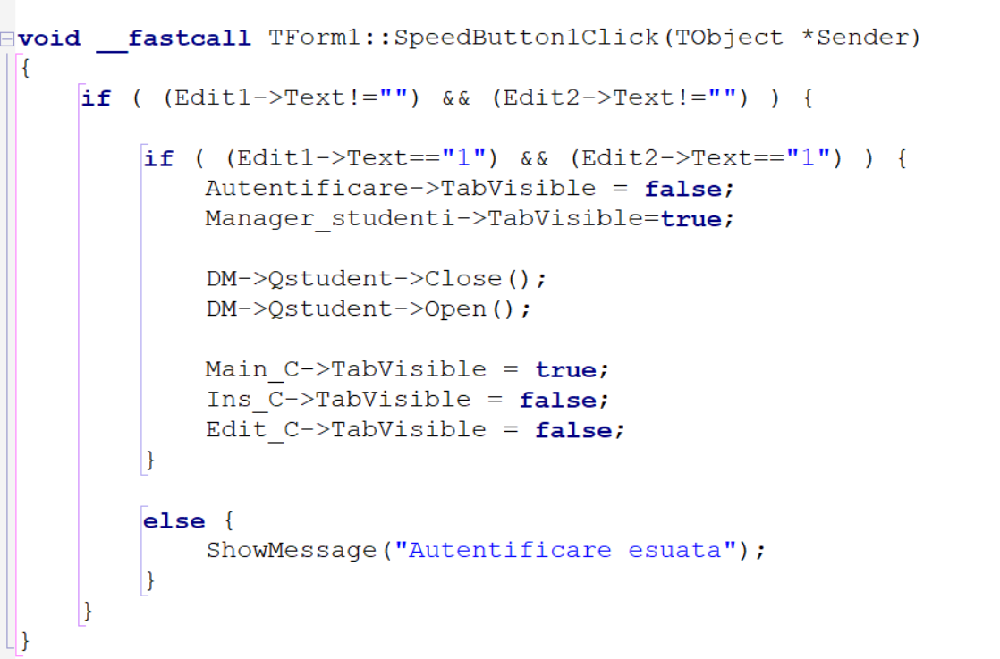 void __fastcall TForm1::SpeedButton1Click(TObject *Sender)
{
if ( (Edit1->Text!="") && (Edit2->Text!="") ) {
if ( (Edit1->Text=="1") && (Edit2->Text=="1") ) {
Autentificare->TabVisible = false;
Manager_studenti->TabVisible=true;
DM->Qstudent->Close();
DM->Qstudent->Open();
Main_C->TabVisible = true;
Ins_C->TabVisible = false;
Edit_C->TabVisible = false;
}
else {
ShowMessage("Autentificare esuata");
}
}
}